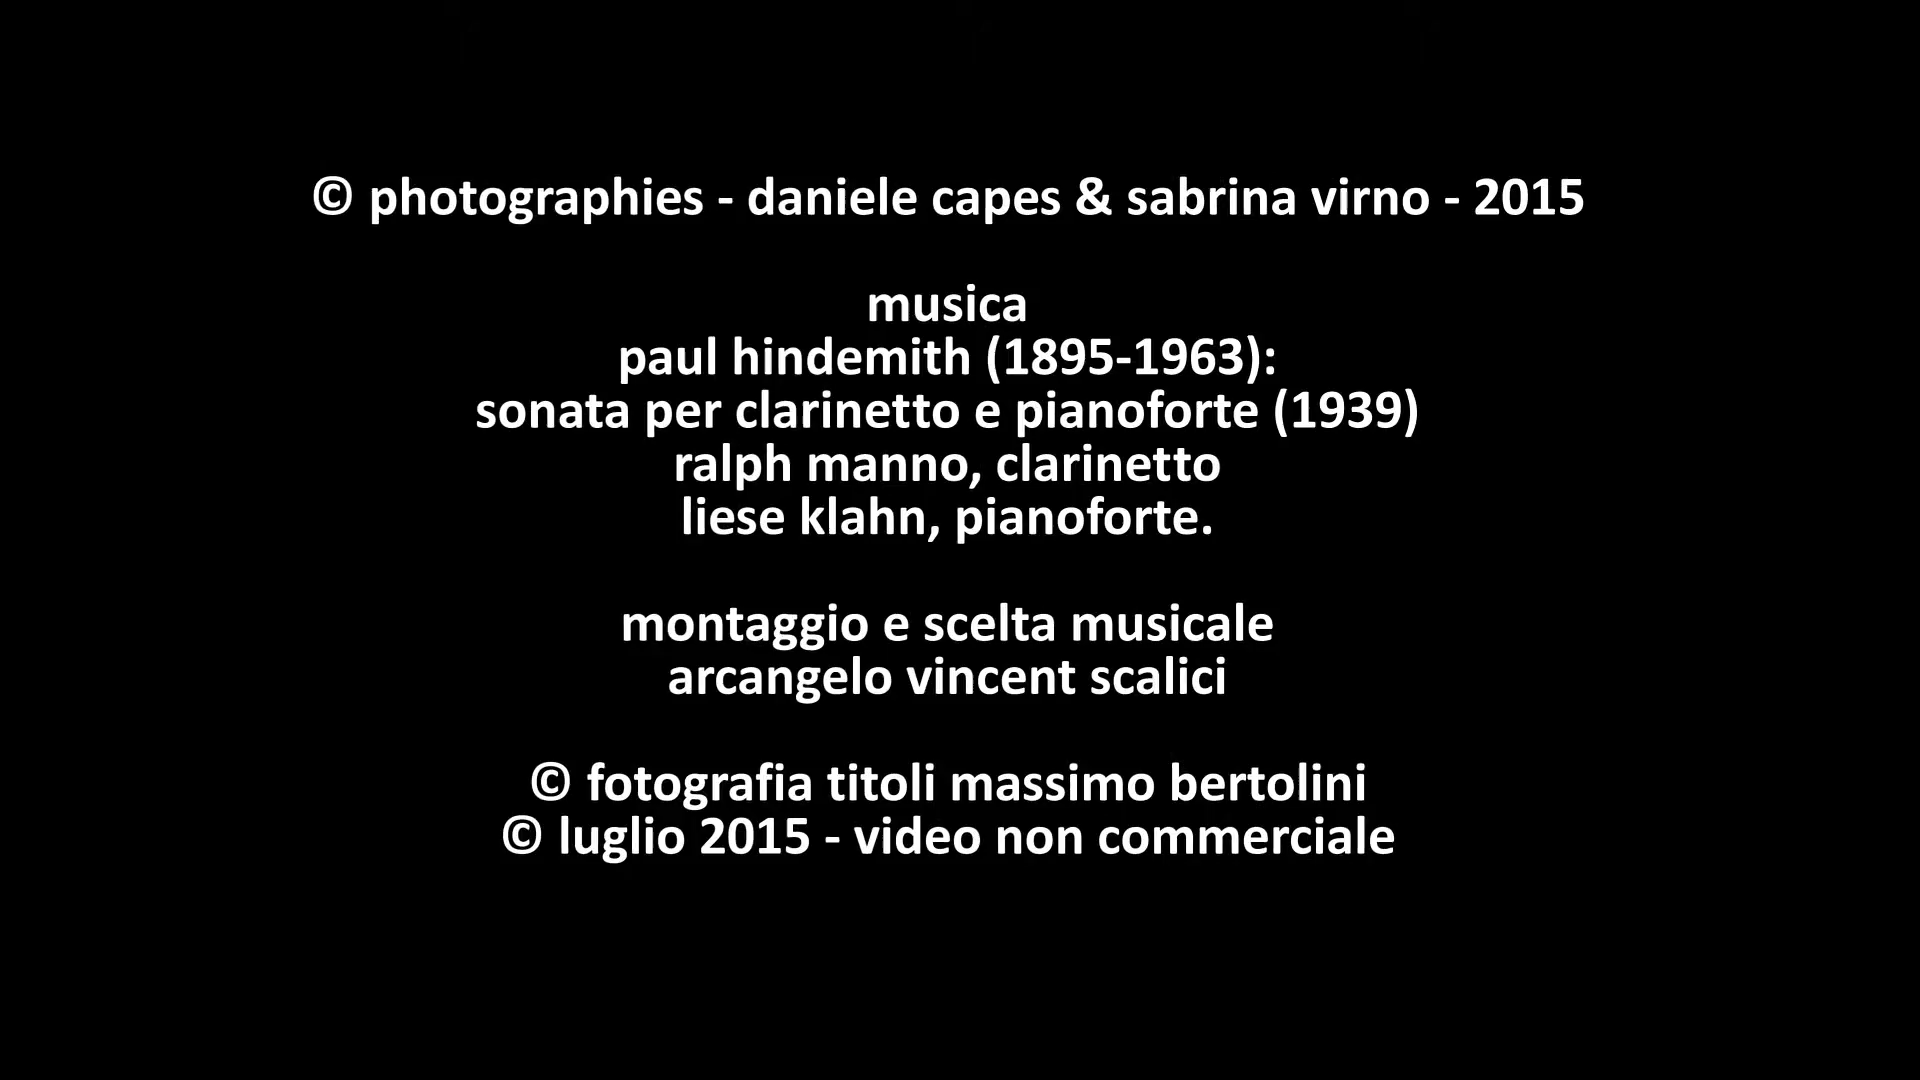 © photographies - daniele capes & sabrina virno - 2015
musica
paul hindemith (1895-1963):
sonata per clarinetto e pianoforte (1939)
ralph manno, clarinetto
liese klahn, pianoforte.
montaggio e scelta musicale
arcangelo vincent scalici
© fotografia titoli massimo bertolini
© luglio 2015 - video non commerciale